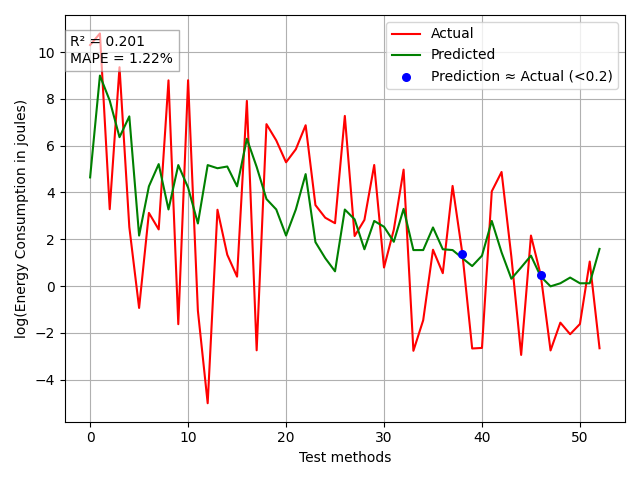 R² = 0.201
MAPE = 1.22%
Actual
Predicted
Prediction ≈ Actual (<0.2)
log(Energy Consumption in joules)
10
8
6
4
2
0
−2
−4
0
10
20
30
40
50
Test methods